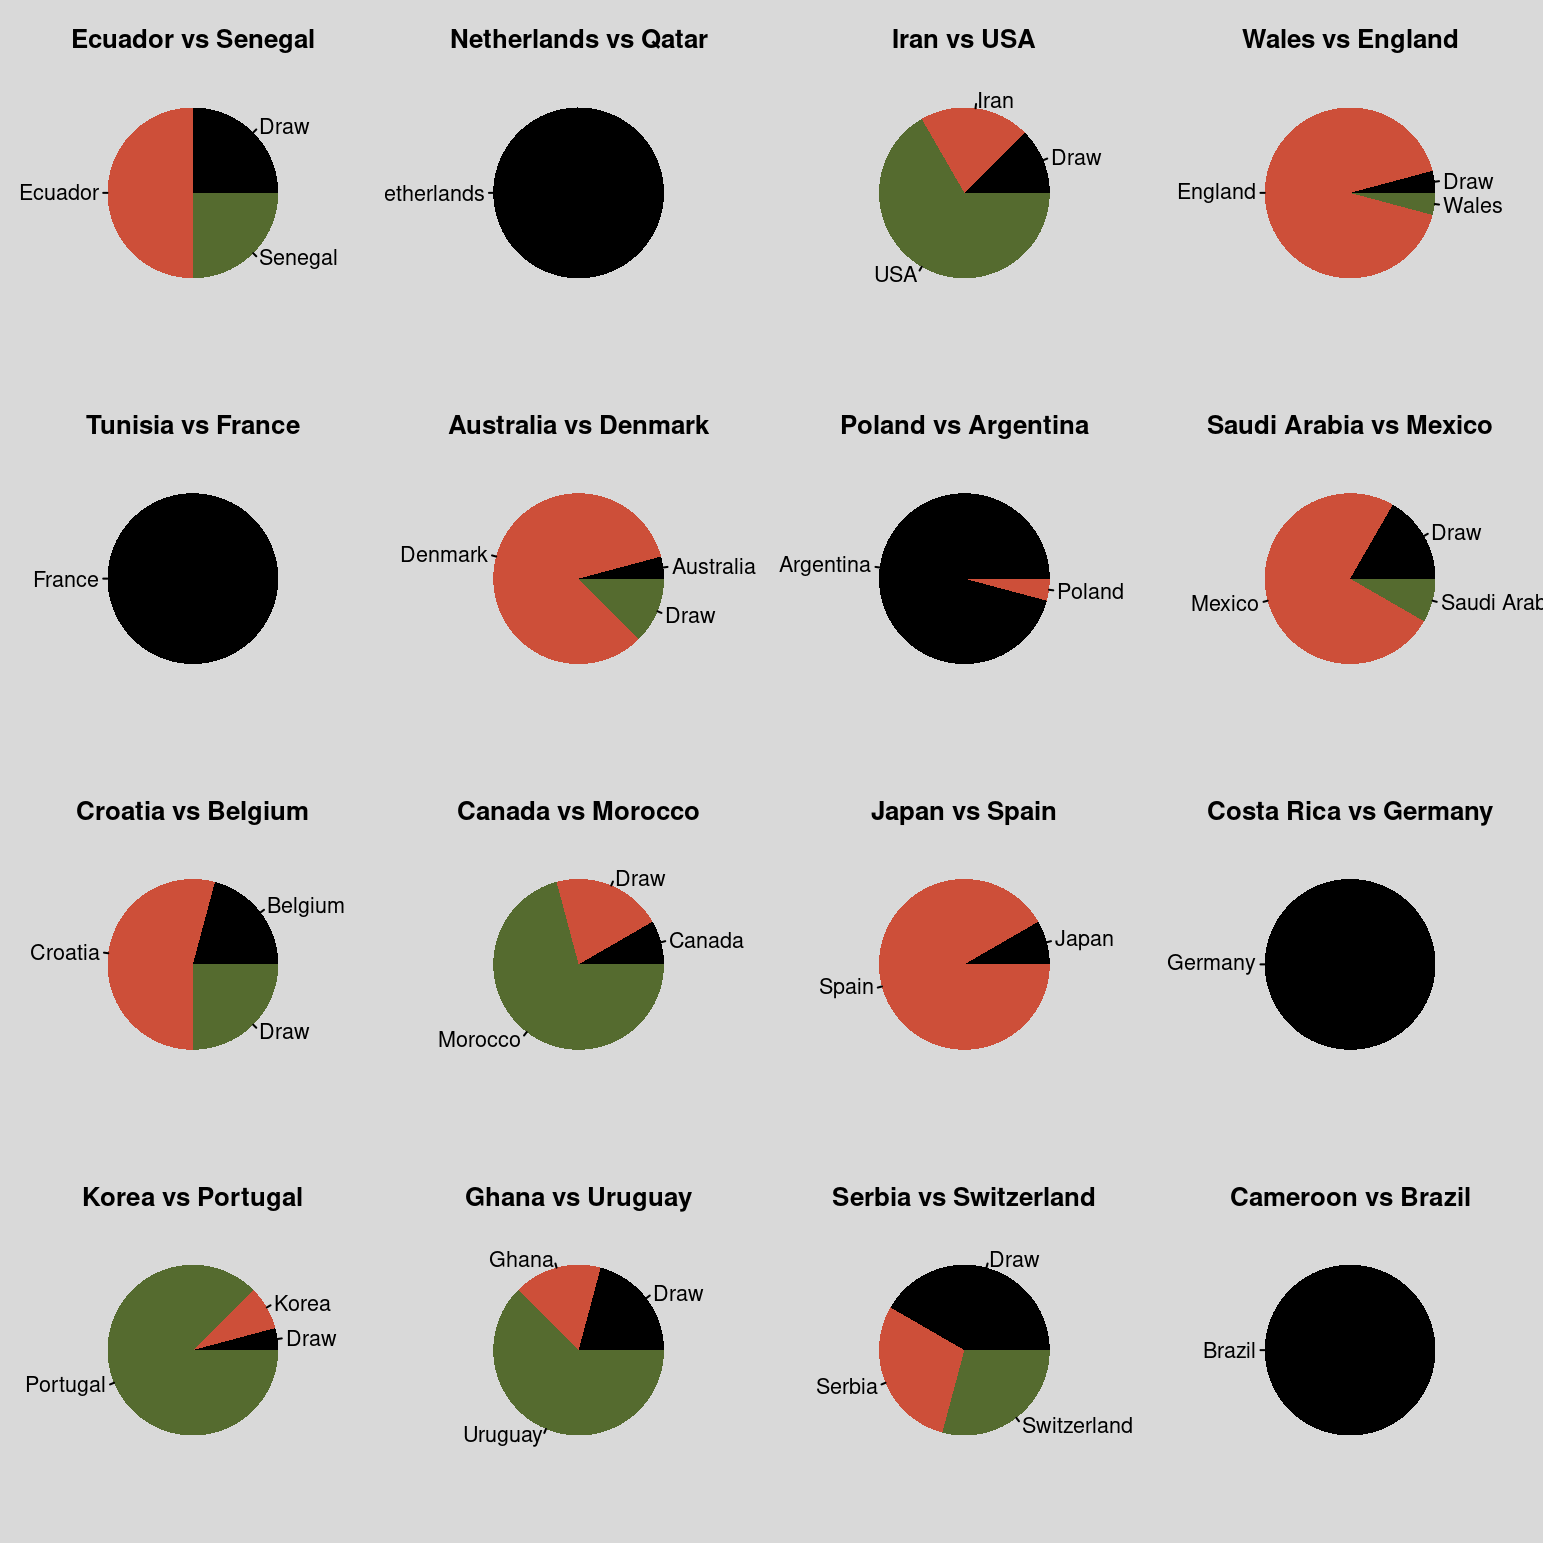 Ecuador vs Senegal
Draw
Ecuador
Senegal
Netherlands vs Qatar
etherlands
Iran vs USA
Iran
Draw
USA
Wales vs England
England
Draw
Wales
Tunisia vs France
France
Australia vs Denmark
Denmark
Australia
Draw
Poland vs Argentina
Argentina
Poland
Saudi Arabia vs Mexico
Draw
Mexico
Saudi Arab
Croatia vs Belgium
Belgium
Croatia
Draw
Canada vs Morocco
Draw
Canada
Morocco
Japan vs Spain
Japan
Spain
Costa Rica vs Germany
Germany
Korea vs Portugal
Korea
Draw
Portugal
Ghana vs Uruguay
Ghana
Draw
Uruguay
Serbia vs Switzerland
Draw
Serbia
Switzerland
Cameroon vs Brazil
Brazil